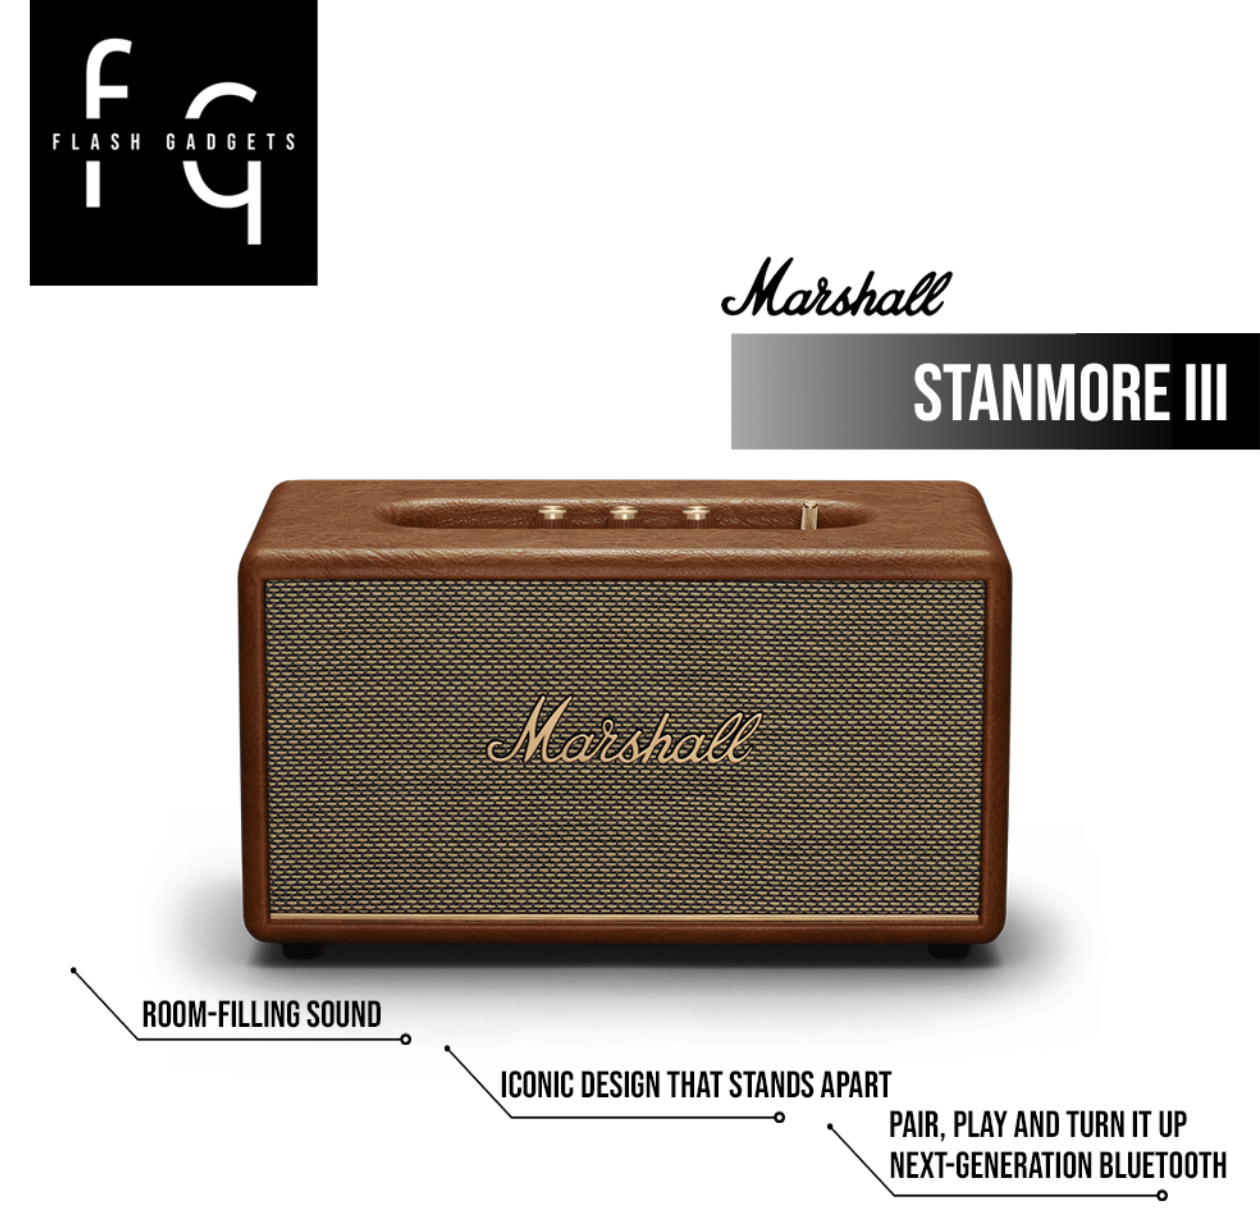 fg
FLASH GADGETS
Marshall
STANMORE III
Marshall
ROOM-FILLING SOUND
ICONIC DESIGN THAT STANDS APART
PAIR, PLAY AND TURN IT UP
NEXT-GENERATION BLUETOOTH